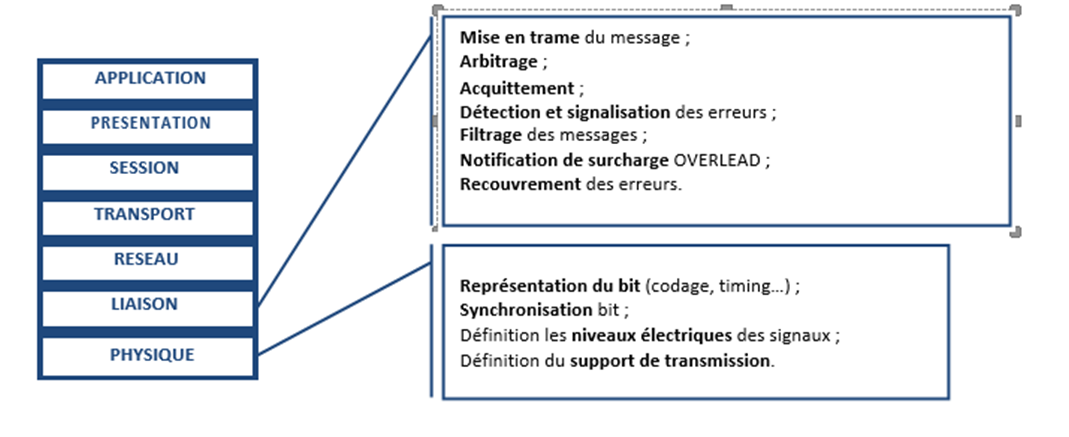 APPLICATION
PRESENTATION
SESSION
TRANSPORT
RESEAU
LIAISON
PHYSIQUE
Mise en trame du message ;
Arbitrage ;
Acquittement ;
Détection et signalisation des erreurs ;
Filtrage des messages ;
Notification de surcharge OVERLEAD ;
Recouvrement des erreurs.
Représentation du bit (codage, timing...) ;
Synchronisation bit ;
Définition les niveaux électriques des signaux ;
Définition du support de transmission.